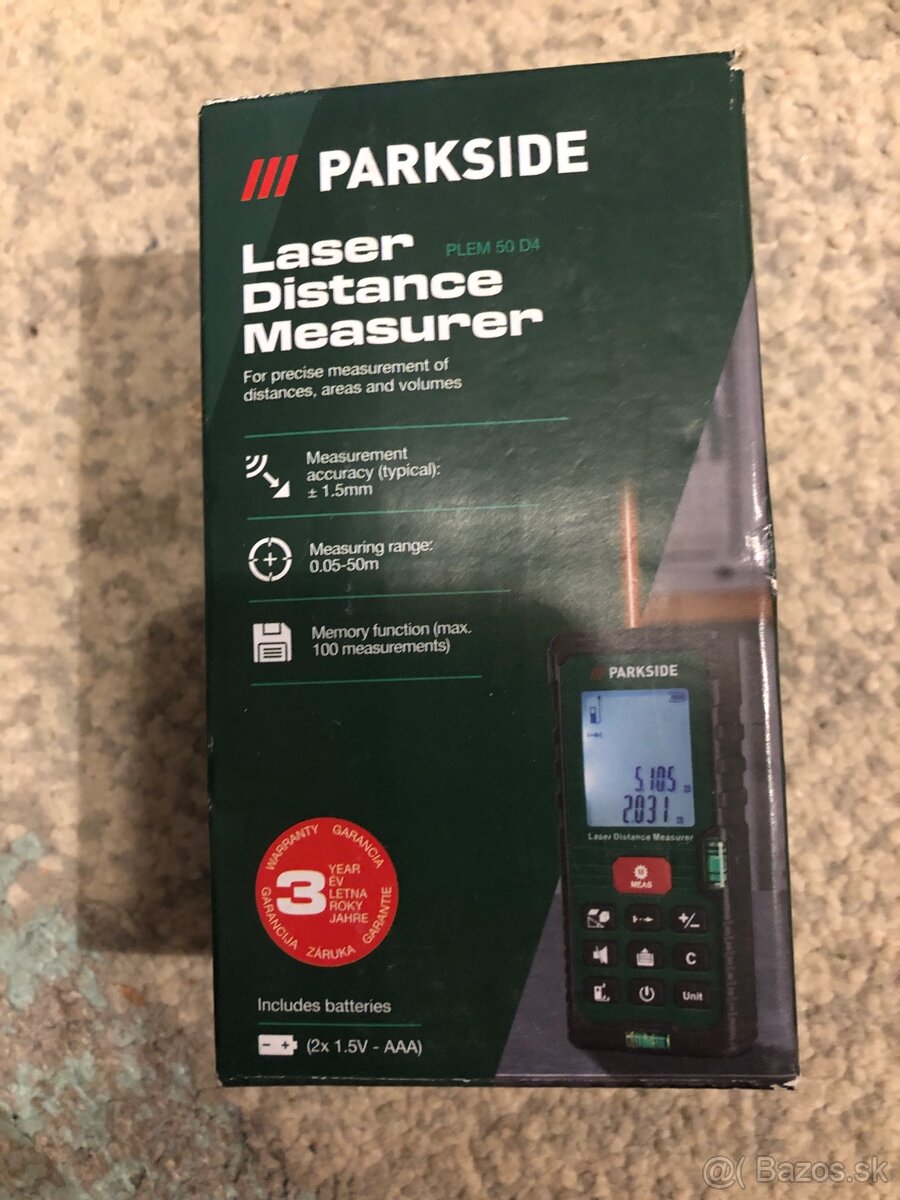 PARKSIDE
Laser
PLEM 50 D4
Distance
Measurer
For precise measurement of
distances, areas and volumes
Measurement
accuracy (typical):
± 1.5mm
Measuring range:
0.05-50m
Memory function (max.
100 measurements)
PARKSIDE
5.105 m
2.031 m
Laser Distance Measurer
MEAS
+/-
C
Unit
WARRANTY GARANCIA
3
YEAR
ÉV
LETNA
ROKY
JAHRE
GARANCIJA ZÁRUKA GARANTIE
Includes batteries
- + (2x 1.5V - AAA)
@( Bazos.sk